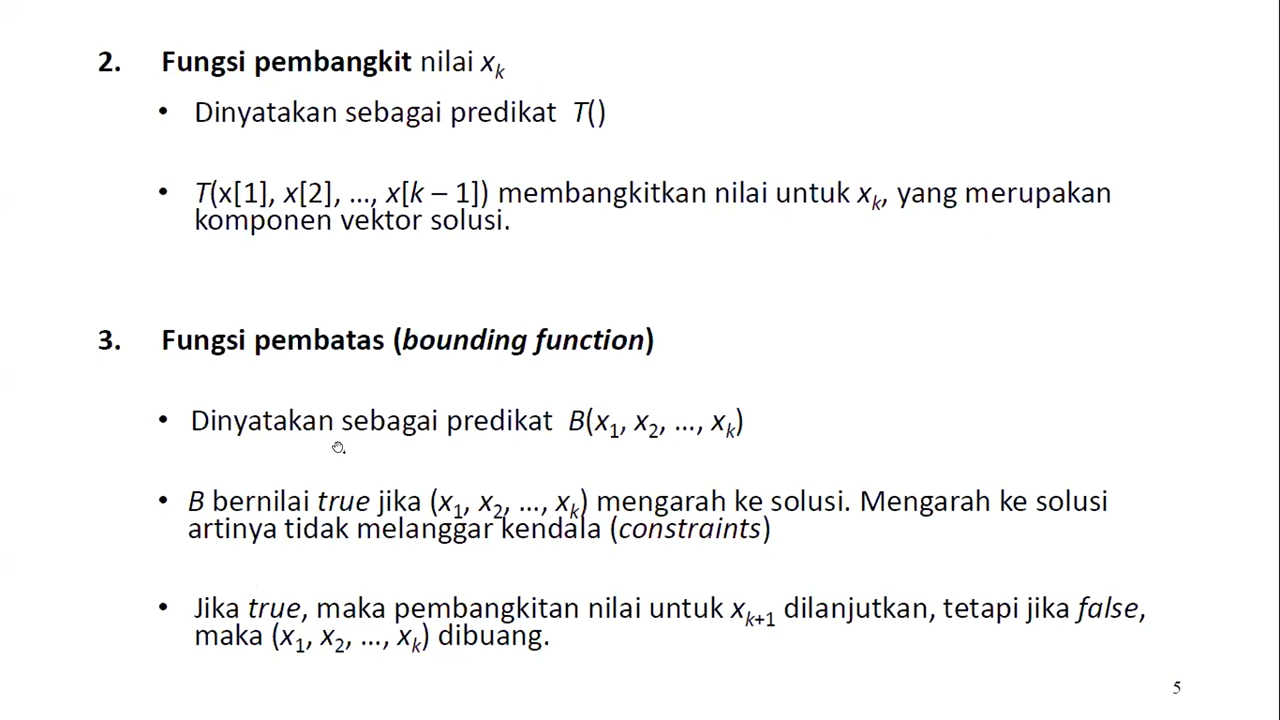 2. Fungsi pembangkit nilai xk
• Dinyatakan sebagai predikat T()
• T(x[1], x[2], ..., x[k – 1]) membangkitkan nilai untuk xk, yang merupakan
komponen vektor solusi.
3. Fungsi pembatas (bounding function)
• Dinyatakan sebagai predikat B(x1, x2, ..., xk)
• B bernilai true jika (x1, x2, ..., xk) mengarah ke solusi. Mengarah ke solusi
artinya tidak melanggar kendala (constraints)
• Jika true, maka pembangkitan nilai untuk xk+1 dilanjutkan, tetapi jika false,
maka (x1, x2, ..., xk) dibuang.
5